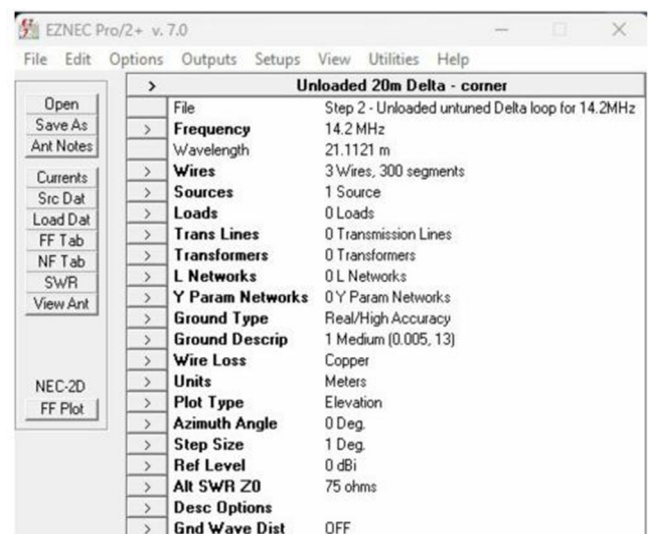 EZNEC Pro/2+ v. 7.0
File Edit Options Outputs Setups View Utilities Help
> Unloaded 20m Delta - corner
Open
Save As
Ant Notes
Currents
Src Dat
Load Dat
FF Tab
NF Tab
SWR
View Ant
NEC-2D
FF Plot
File Step 2 - Unloaded untuned Delta loop for 14.2MHz
> Frequency 14.2 MHz
Wavelength 21.1121 m
> Wires 3 Wires, 300 segments
> Sources 1 Source
> Loads 0 Loads
> Trans Lines 0 Transmission Lines
> Transformers 0 Transformers
> L Networks 0 L Networks
> Y Param Networks 0 Y Param Networks
> Ground Type Real/High Accuracy
> Ground Descrip 1 Medium (0.005, 13)
> Wire Loss Copper
> Units Meters
> Plot Type Elevation
> Azimuth Angle 0 Deg.
> Step Size 1 Deg.
> Ref Level 0 dBi
> Alt SWR Z0 75 ohms
> Desc Options
> Gnd Wave Dist OFF